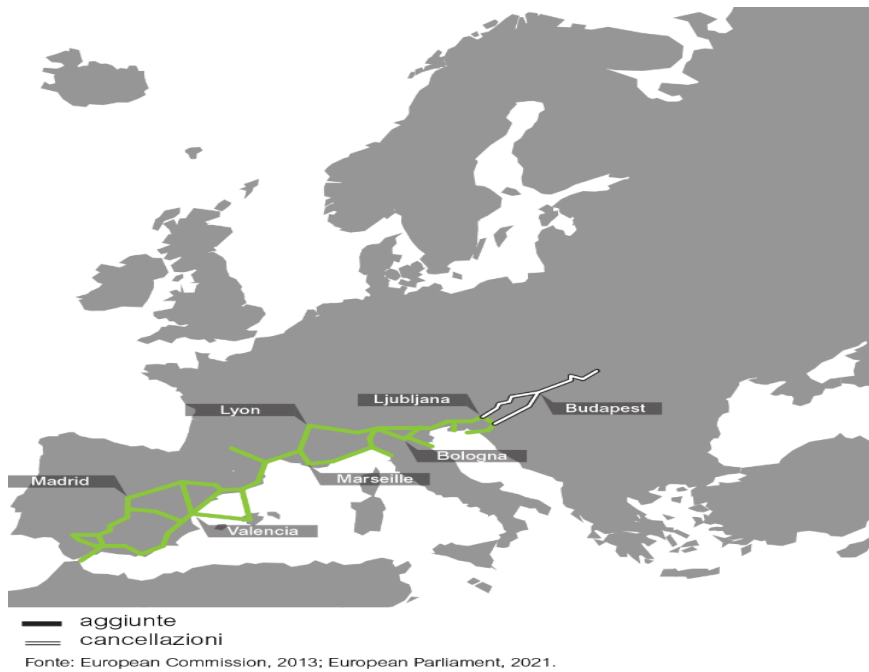 Ljubljana
Lyon
Budapest
Bologna
Madrid
Marseille
Valencia
aggiunte
cancellazioni
Fonte: European Commission, 2013; European Parliament, 2021.